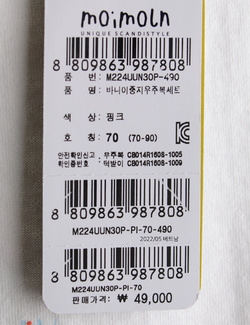 moimoln
UNIQUE SCANDISTYLE
8 809863 987808
품 번: M224UUN30P-490
품 명: 바니이중지우주복세트
색 상: 핑크
호 칭: 70 (70-90)
안전확인신고 우주복 CB014R1608-1005
확인증번호 턱받이 CB014R1608-1009
8 809863 987808
M224UUN30P-PI-70-490
2022/05 베트남
8 809863 987808
M224UUN30P-PI-70
판매가격: ₩ 49,000